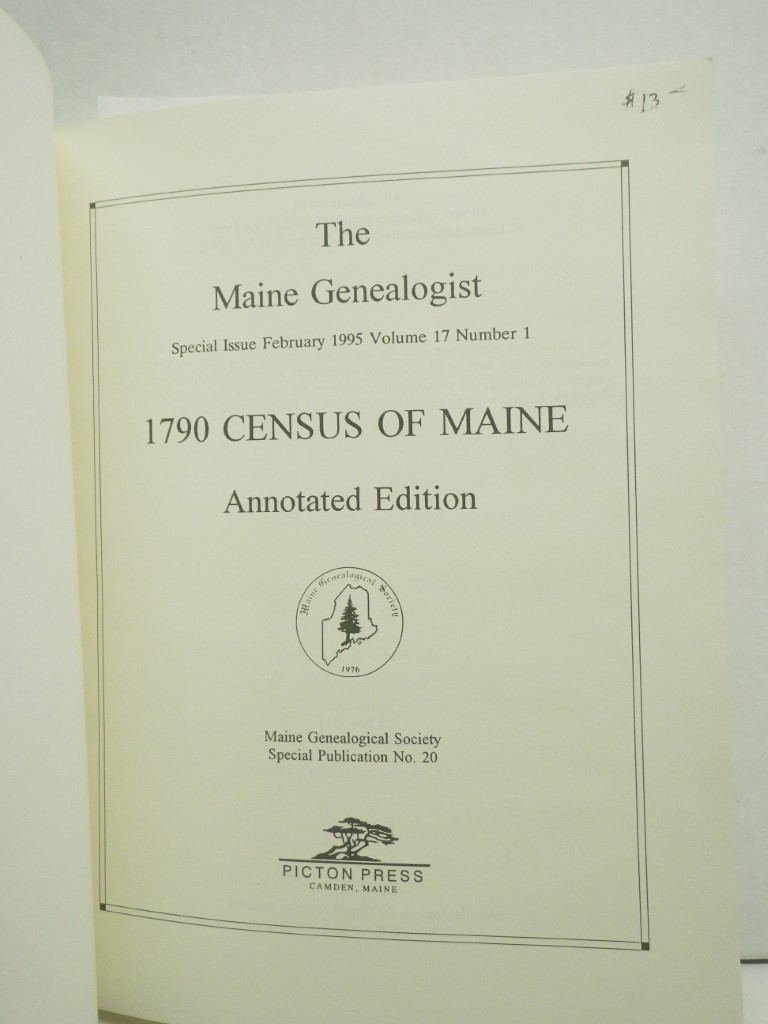 $13-
The
Maine Genealogist
Special Issue February 1995 Volume 17 Number 1
1790 CENSUS OF MAINE
Annotated Edition
Maine Genealogical Society
1976
Maine Genealogical Society
Special Publication No. 20
PICTON PRESS
CAMDEN, MAINE